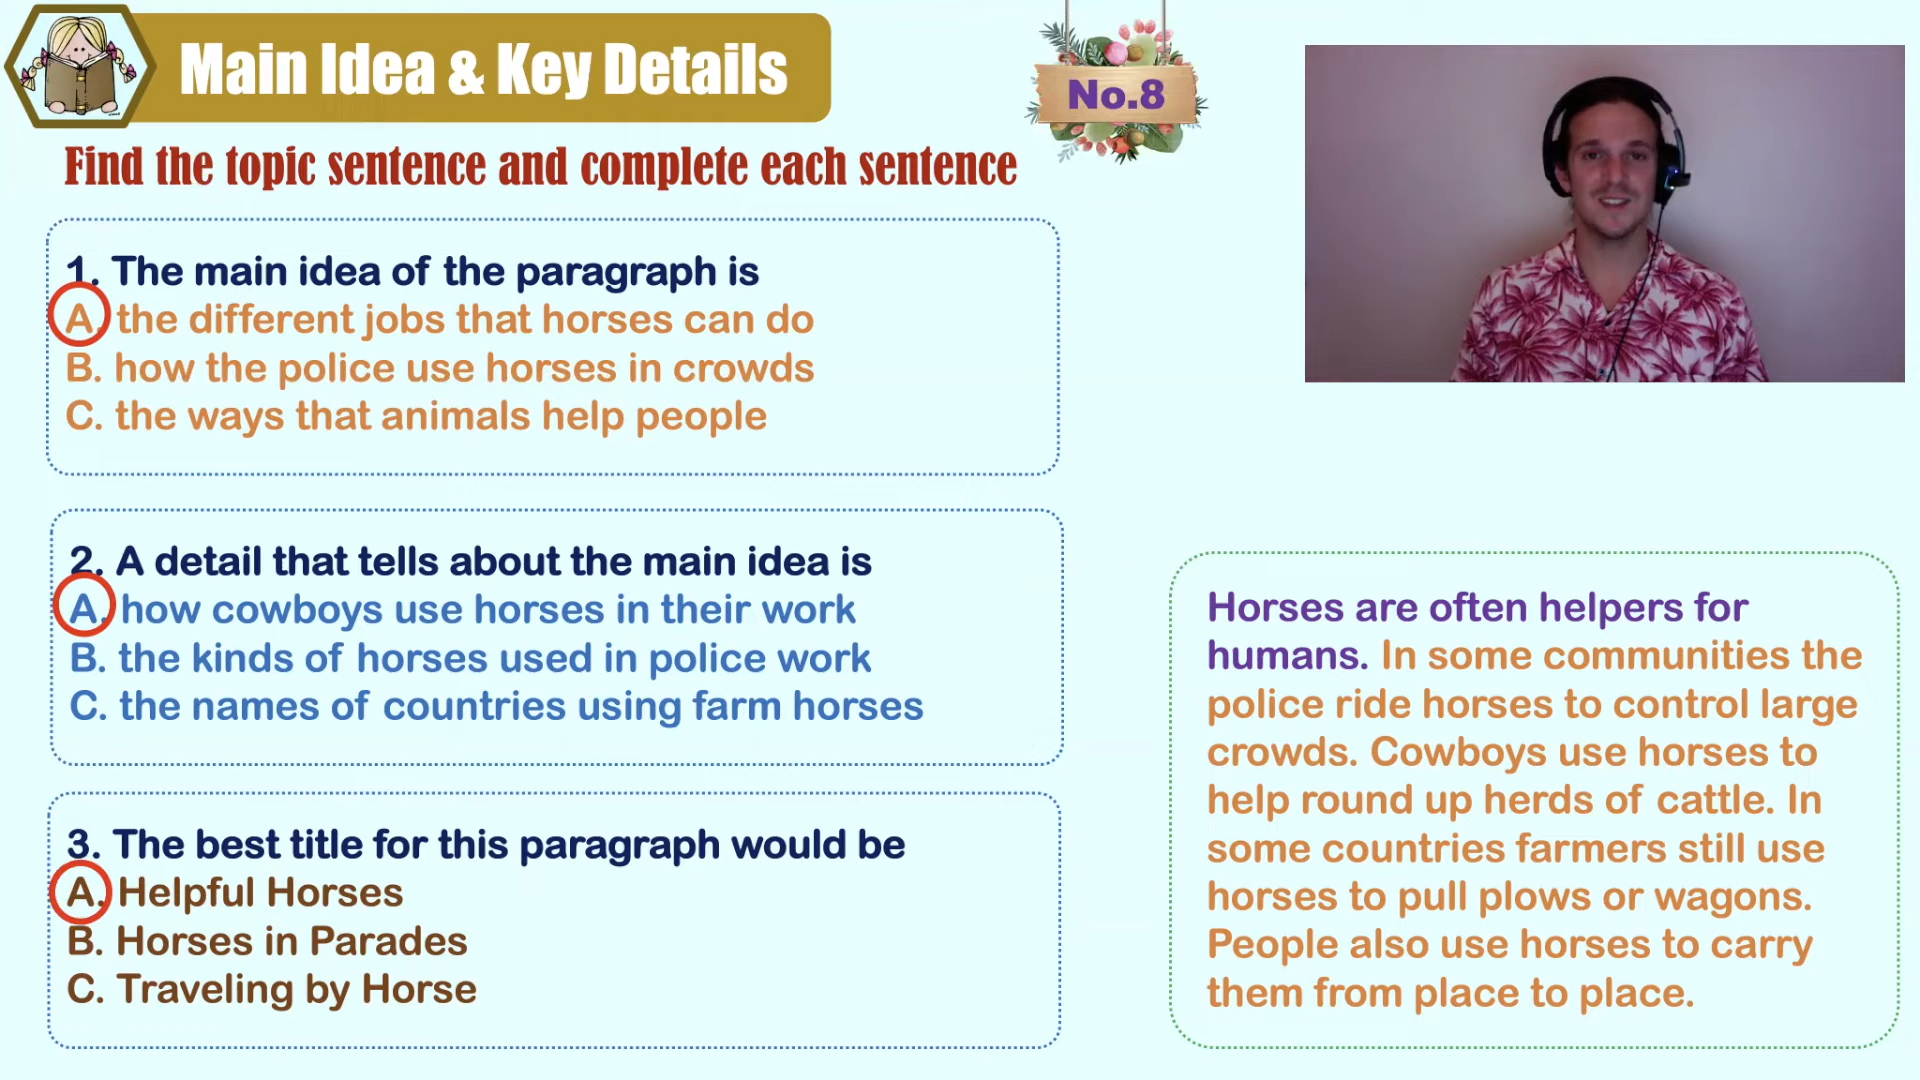 Main Idea & Key Details
No.8
Find the topic sentence and complete each sentence
1. The main idea of the paragraph is
A. the different jobs that horses can do
B. how the police use horses in crowds
C. the ways that animals help people
2. A detail that tells about the main idea is
A. how cowboys use horses in their work
B. the kinds of horses used in police work
C. the names of countries using farm horses
3. The best title for this paragraph would be
A. Helpful Horses
B. Horses in Parades
C. Traveling by Horse
Horses are often helpers for
humans. In some communities the
police ride horses to control large
crowds. Cowboys use horses to
help round up herds of cattle. In
some countries farmers still use
horses to pull plows or wagons.
People also use horses to carry
them from place to place.